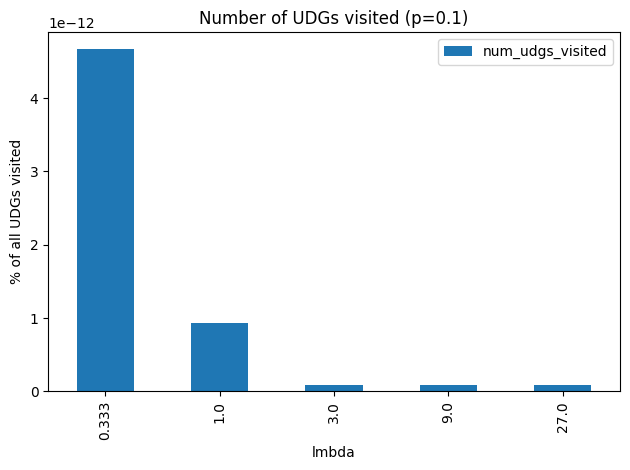 Number of UDGs visited (p=0.1)
1e−12
num_udgs_visited
% of all UDGs visited
4
3
2
1
0
0.333
1.0
3.0
9.0
27.0
lmbda